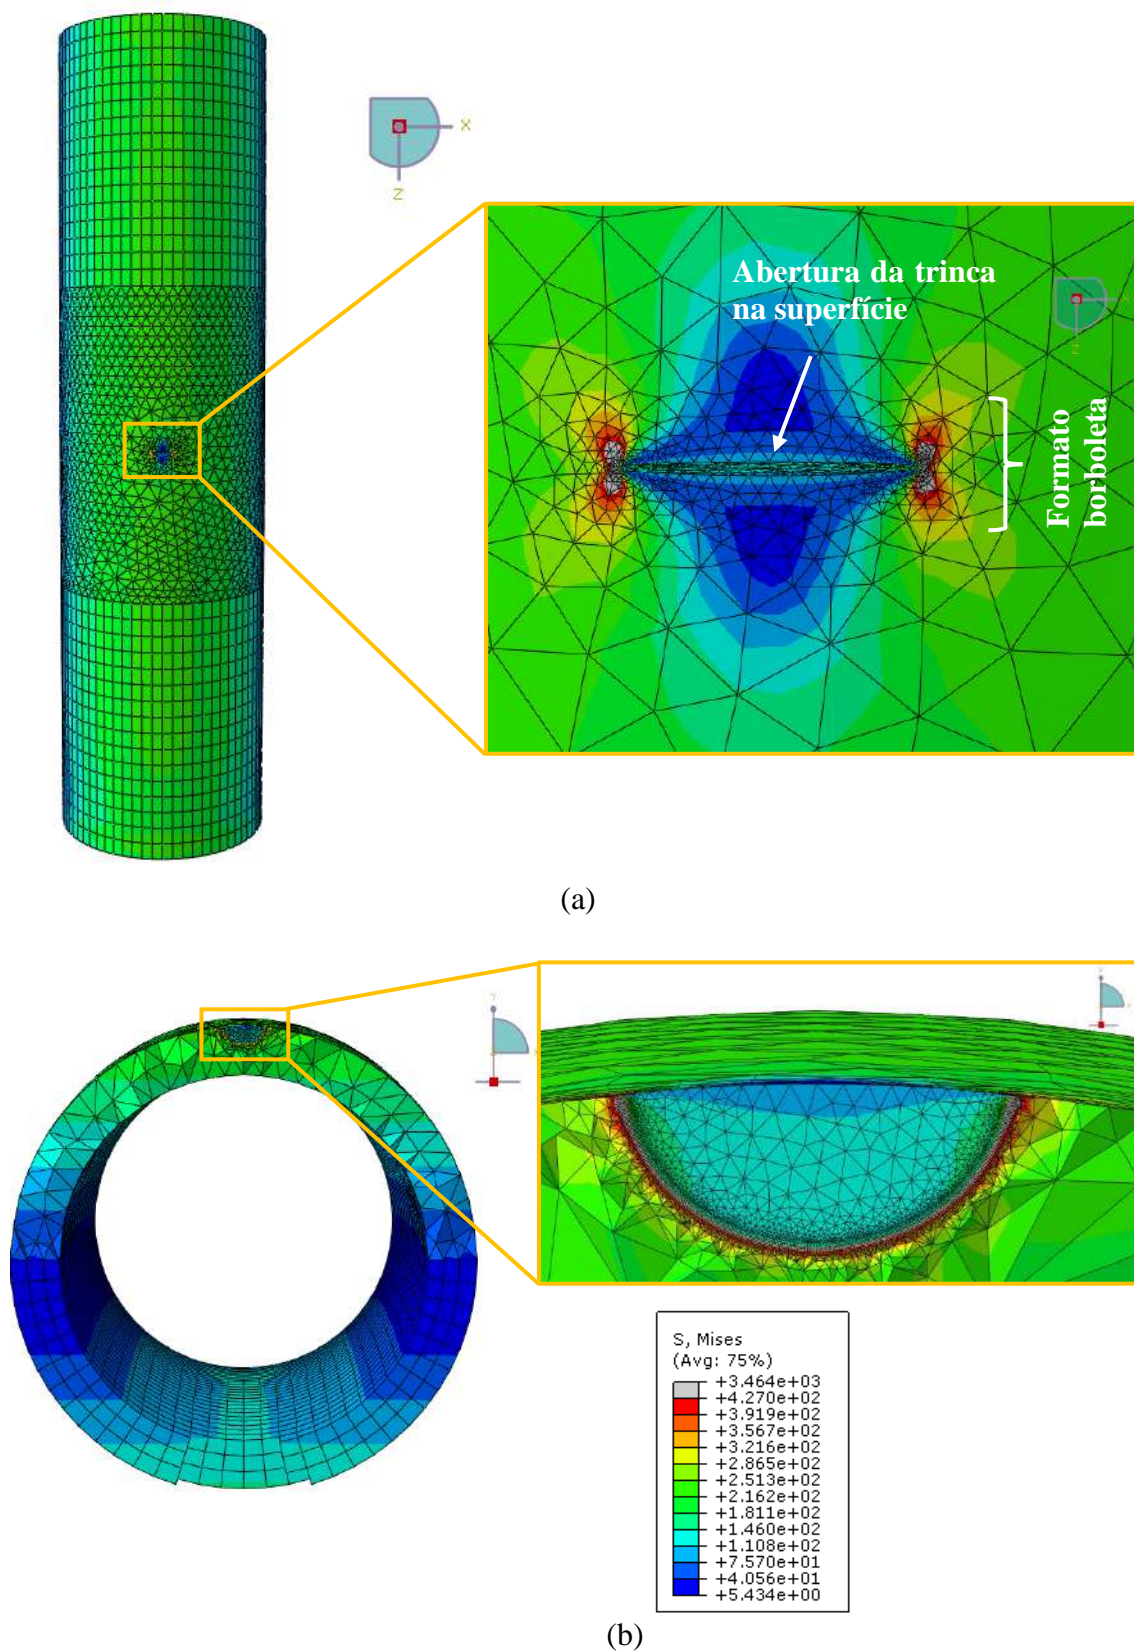 X
Z
Abertura da trinca
na superfície
Formato
borboleta
(a)
Y
S, Mises
(Avg: 75%)
+3.464e+03
+4.270e+02
+3.919e+02
+3.567e+02
+3.216e+02
+2.865e+02
+2.513e+02
+2.162e+02
+1.811e+02
+1.460e+02
+1.108e+02
+7.570e+01
+4.056e+01
+5.434e+00
(b)